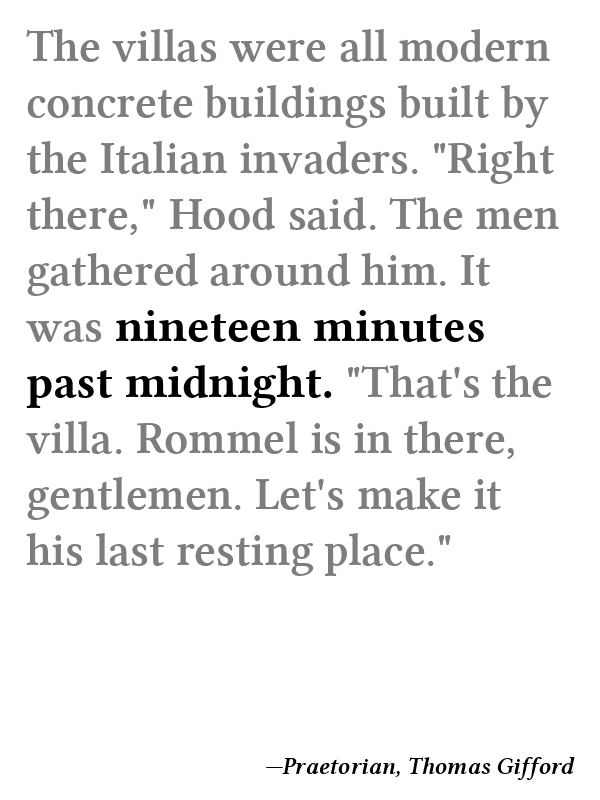 The villas were all modern
concrete buildings built by
the Italian invaders. "Right
there," Hood said. The men
gathered around him. It
was nineteen minutes
past midnight. "That's the
villa. Rommel is in there,
gentlemen. Let's make it
his last resting place."
—Praetorian, Thomas Gifford